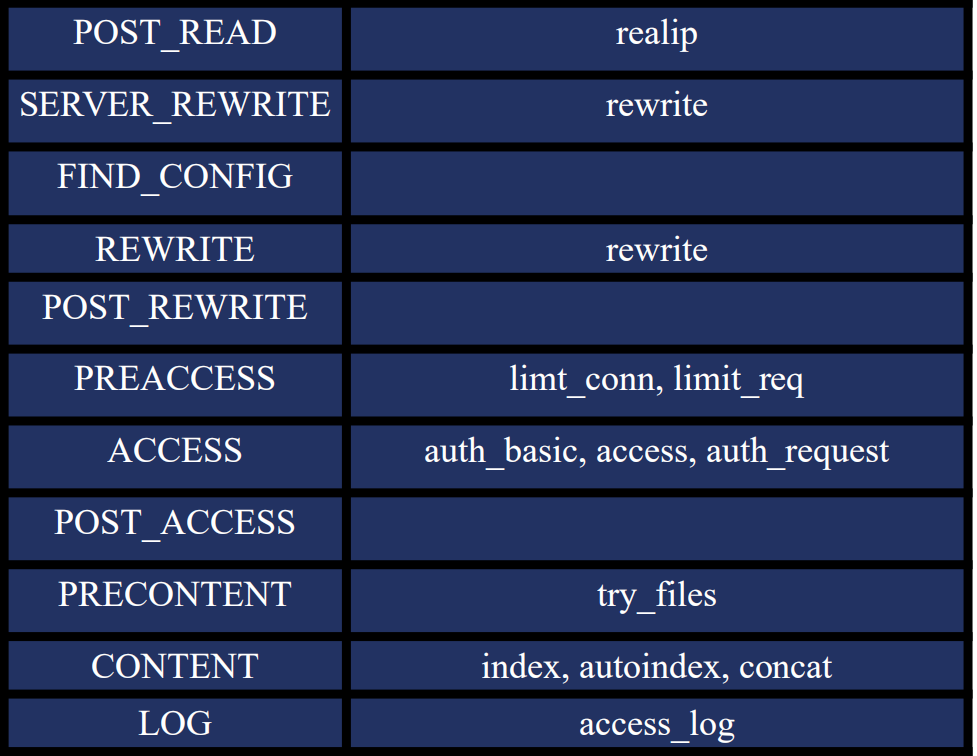 POST_READ realip
SERVER_REWRITE rewrite
FIND_CONFIG
REWRITE rewrite
POST_REWRITE
PREACCESS limt_conn, limit_req
ACCESS auth_basic, access, auth_request
POST_ACCESS
PRECONTENT try_files
CONTENT index, autoindex, concat
LOG access_log